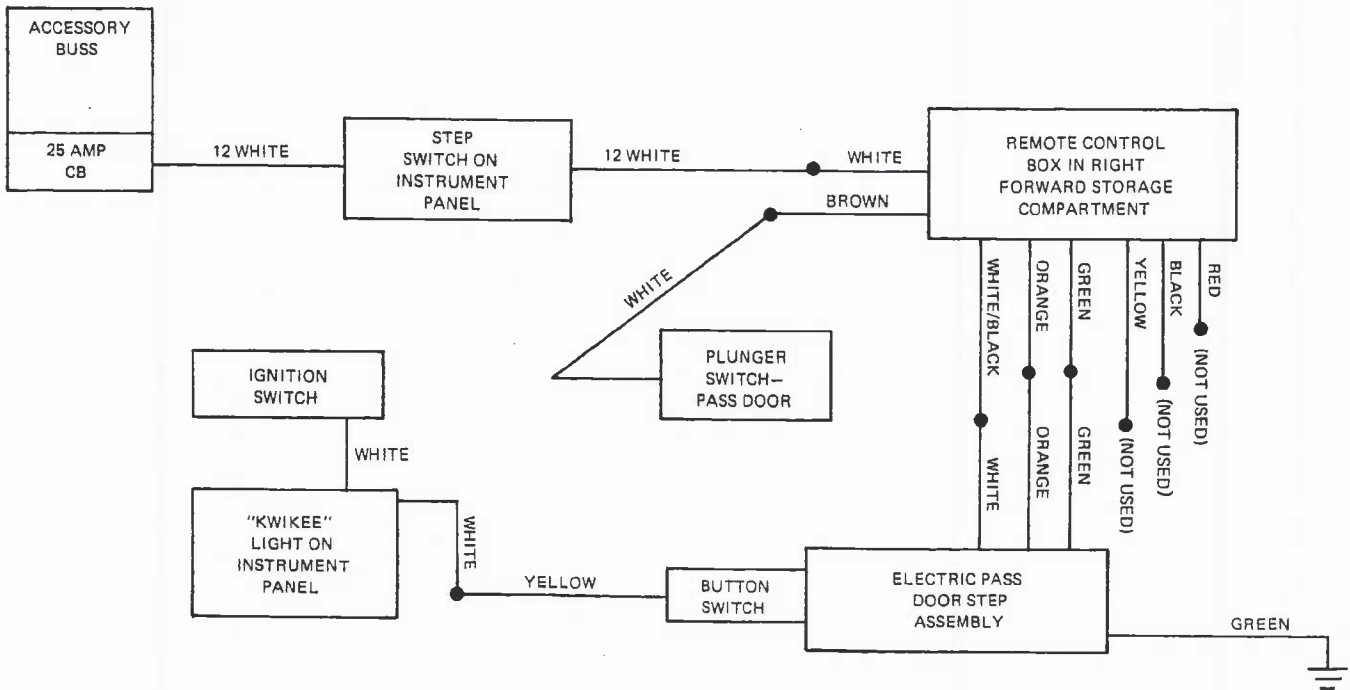 ACCESSORY
BUSS
25 AMP
CB
12 WHITE
STEP
SWITCH ON
INSTRUMENT
PANEL
12 WHITE
WHITE
BROWN
REMOTE CONTROL
BOX IN RIGHT
FORWARD STORAGE
COMPARTMENT
WHITE
PLUNGER
SWITCH–
PASS DOOR
WHITE/BLACK
ORANGE
GREEN
YELLOW
BLACK
RED
(NOT USED)
(NOT USED)
(NOT USED)
WHITE
ORANGE
GREEN
IGNITION
SWITCH
WHITE
"KWIKEE"
LIGHT ON
INSTRUMENT
PANEL
WHITE
YELLOW
BUTTON
SWITCH
ELECTRIC PASS
DOOR STEP
ASSEMBLY
GREEN